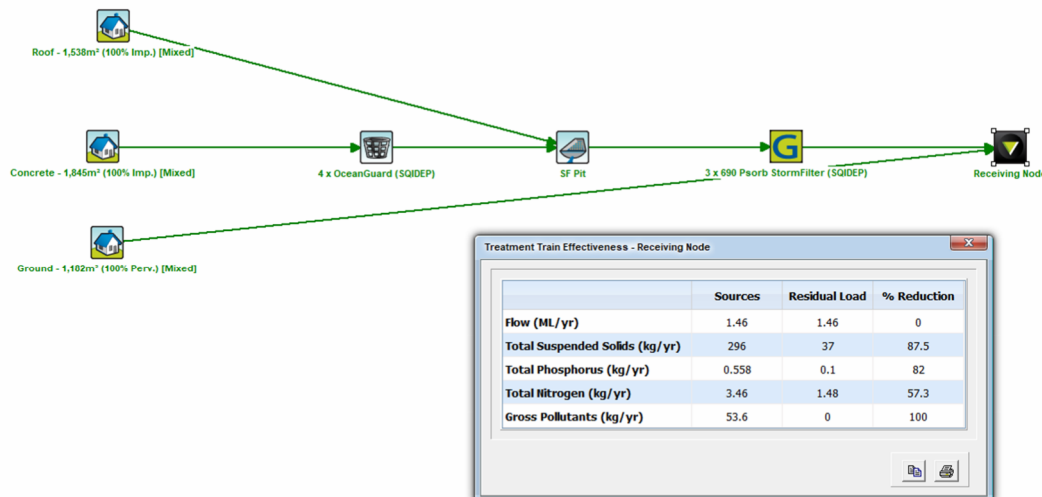 Roof - 1,538m² (100% Imp.) [Mixed]
Concrete - 1,845m² (100% Imp.) [Mixed]
4 x OceanGuard (SQIDEP)
SF Pit
3 x 690 Psorb StormFilter (SQIDEP)
Receiving Node
Ground - 1,102m² (100% Perv.) [Mixed]
Treatment Train Effectiveness - Receiving Node
Sources Residual Load % Reduction
Flow (ML/yr) 1.46 1.46 0
Total Suspended Solids (kg/yr) 296 37 87.5
Total Phosphorus (kg/yr) 0.558 0.1 82
Total Nitrogen (kg/yr) 3.46 1.48 57.3
Gross Pollutants (kg/yr) 53.6 0 100